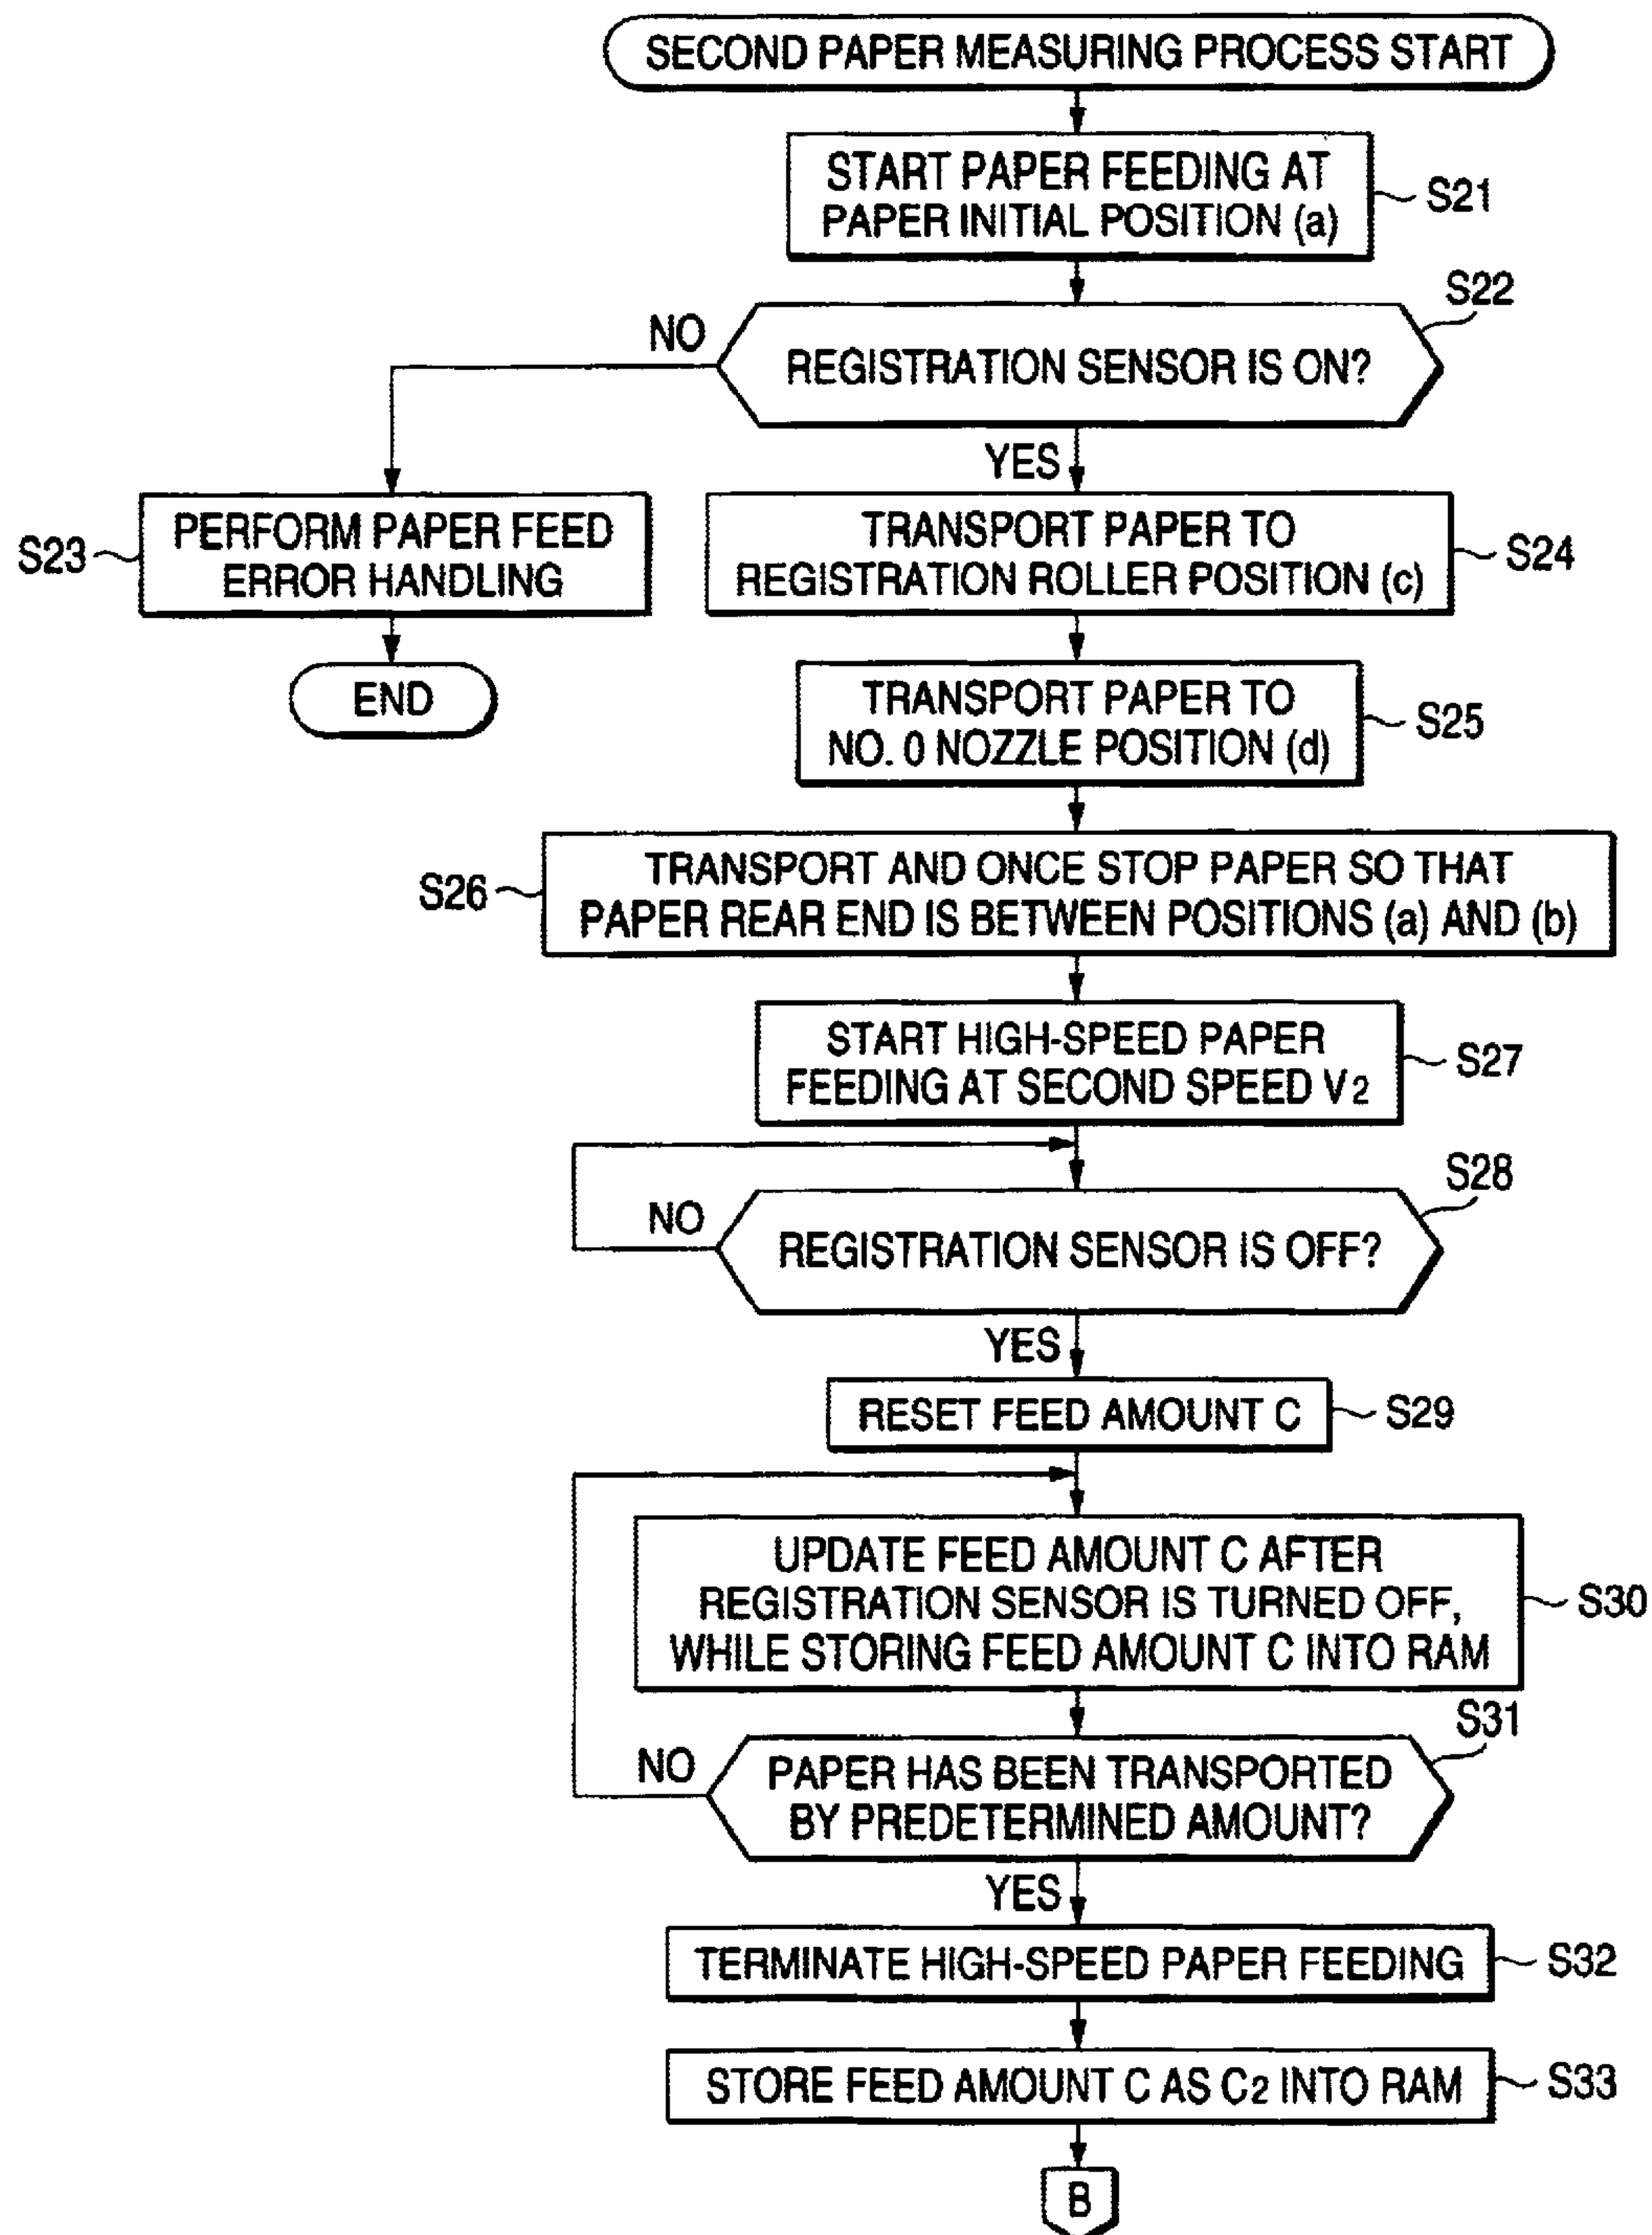 SECOND PAPER MEASURING PROCESS START
START PAPER FEEDING AT
PAPER INITIAL POSITION (a)
S21
S22
NO
REGISTRATION SENSOR IS ON?
YES
S23
PERFORM PAPER FEED
ERROR HANDLING
END
TRANSPORT PAPER TO
REGISTRATION ROLLER POSITION (c)
S24
TRANSPORT PAPER TO
NO. 0 NOZZLE POSITION (d)
S25
S26
TRANSPORT AND ONCE STOP PAPER SO THAT
PAPER REAR END IS BETWEEN POSITIONS (a) AND (b)
START HIGH-SPEED PAPER
FEEDING AT SECOND SPEED V2
S27
S28
NO
REGISTRATION SENSOR IS OFF?
YES
RESET FEED AMOUNT C
S29
UPDATE FEED AMOUNT C AFTER
REGISTRATION SENSOR IS TURNED OFF,
WHILE STORING FEED AMOUNT C INTO RAM
S30
S31
NO
PAPER HAS BEEN TRANSPORTED
BY PREDETERMINED AMOUNT?
YES
TERMINATE HIGH-SPEED PAPER FEEDING
S32
STORE FEED AMOUNT C AS C2 INTO RAM
S33
B